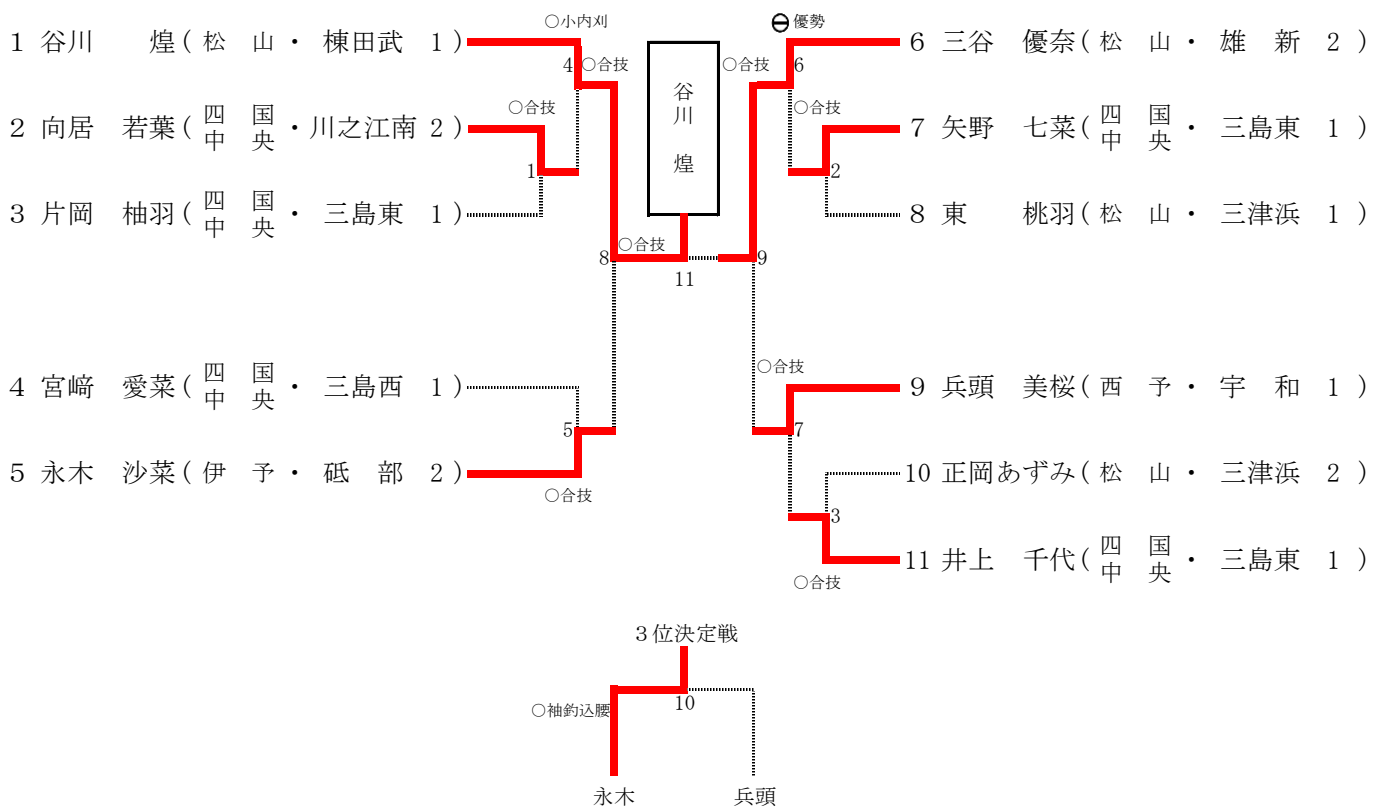 ○小内刈
1 谷川　煌(松　山・棟田武 1)
4
○合技
○合技
2 向居　若葉(四国中央・川之江南 2)
1
3 片岡　柚羽(四国中央・三島東 1)
8
○合技
4 宮﨑　愛菜(四国中央・三島西 1)
5
5 永木　沙菜(伊　予・砥　部 2)
○合技
谷川　煌
11
⊖優勢
6 三谷　優奈(松　山・雄　新 2)
○合技
6
○合技
7 矢野　七菜(四国中央・三島東 1)
2
8 東　桃羽(松　山・三津浜 1)
9
○合技
9 兵頭　美桜(西　予・宇　和 1)
7
10 正岡あずみ(松　山・三津浜 2)
3
11 井上　千代(四国中央・三島東 1)
○合技
3位決定戦
○袖釣込腰
10
永木
兵頭